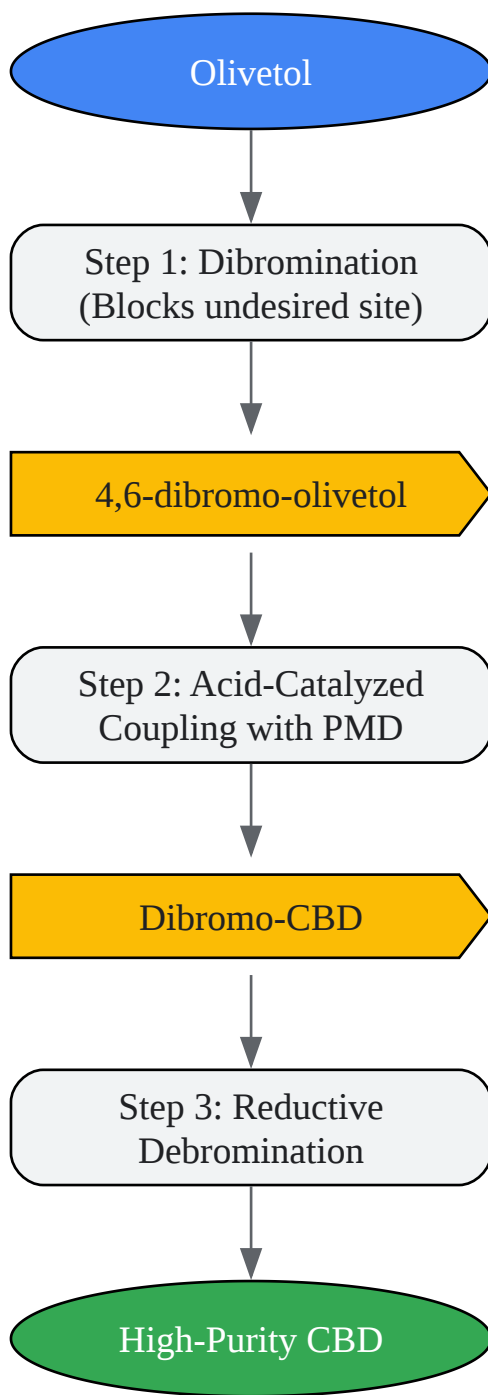 Olivetol
Step 1: Dibromination
(Blocks undesired site)
4,6-dibromo-olivetol
Step 2: Acid-Catalyzed
Coupling with PMD
Dibromo-CBD
Step 3: Reductive
Debromination
High-Purity CBD